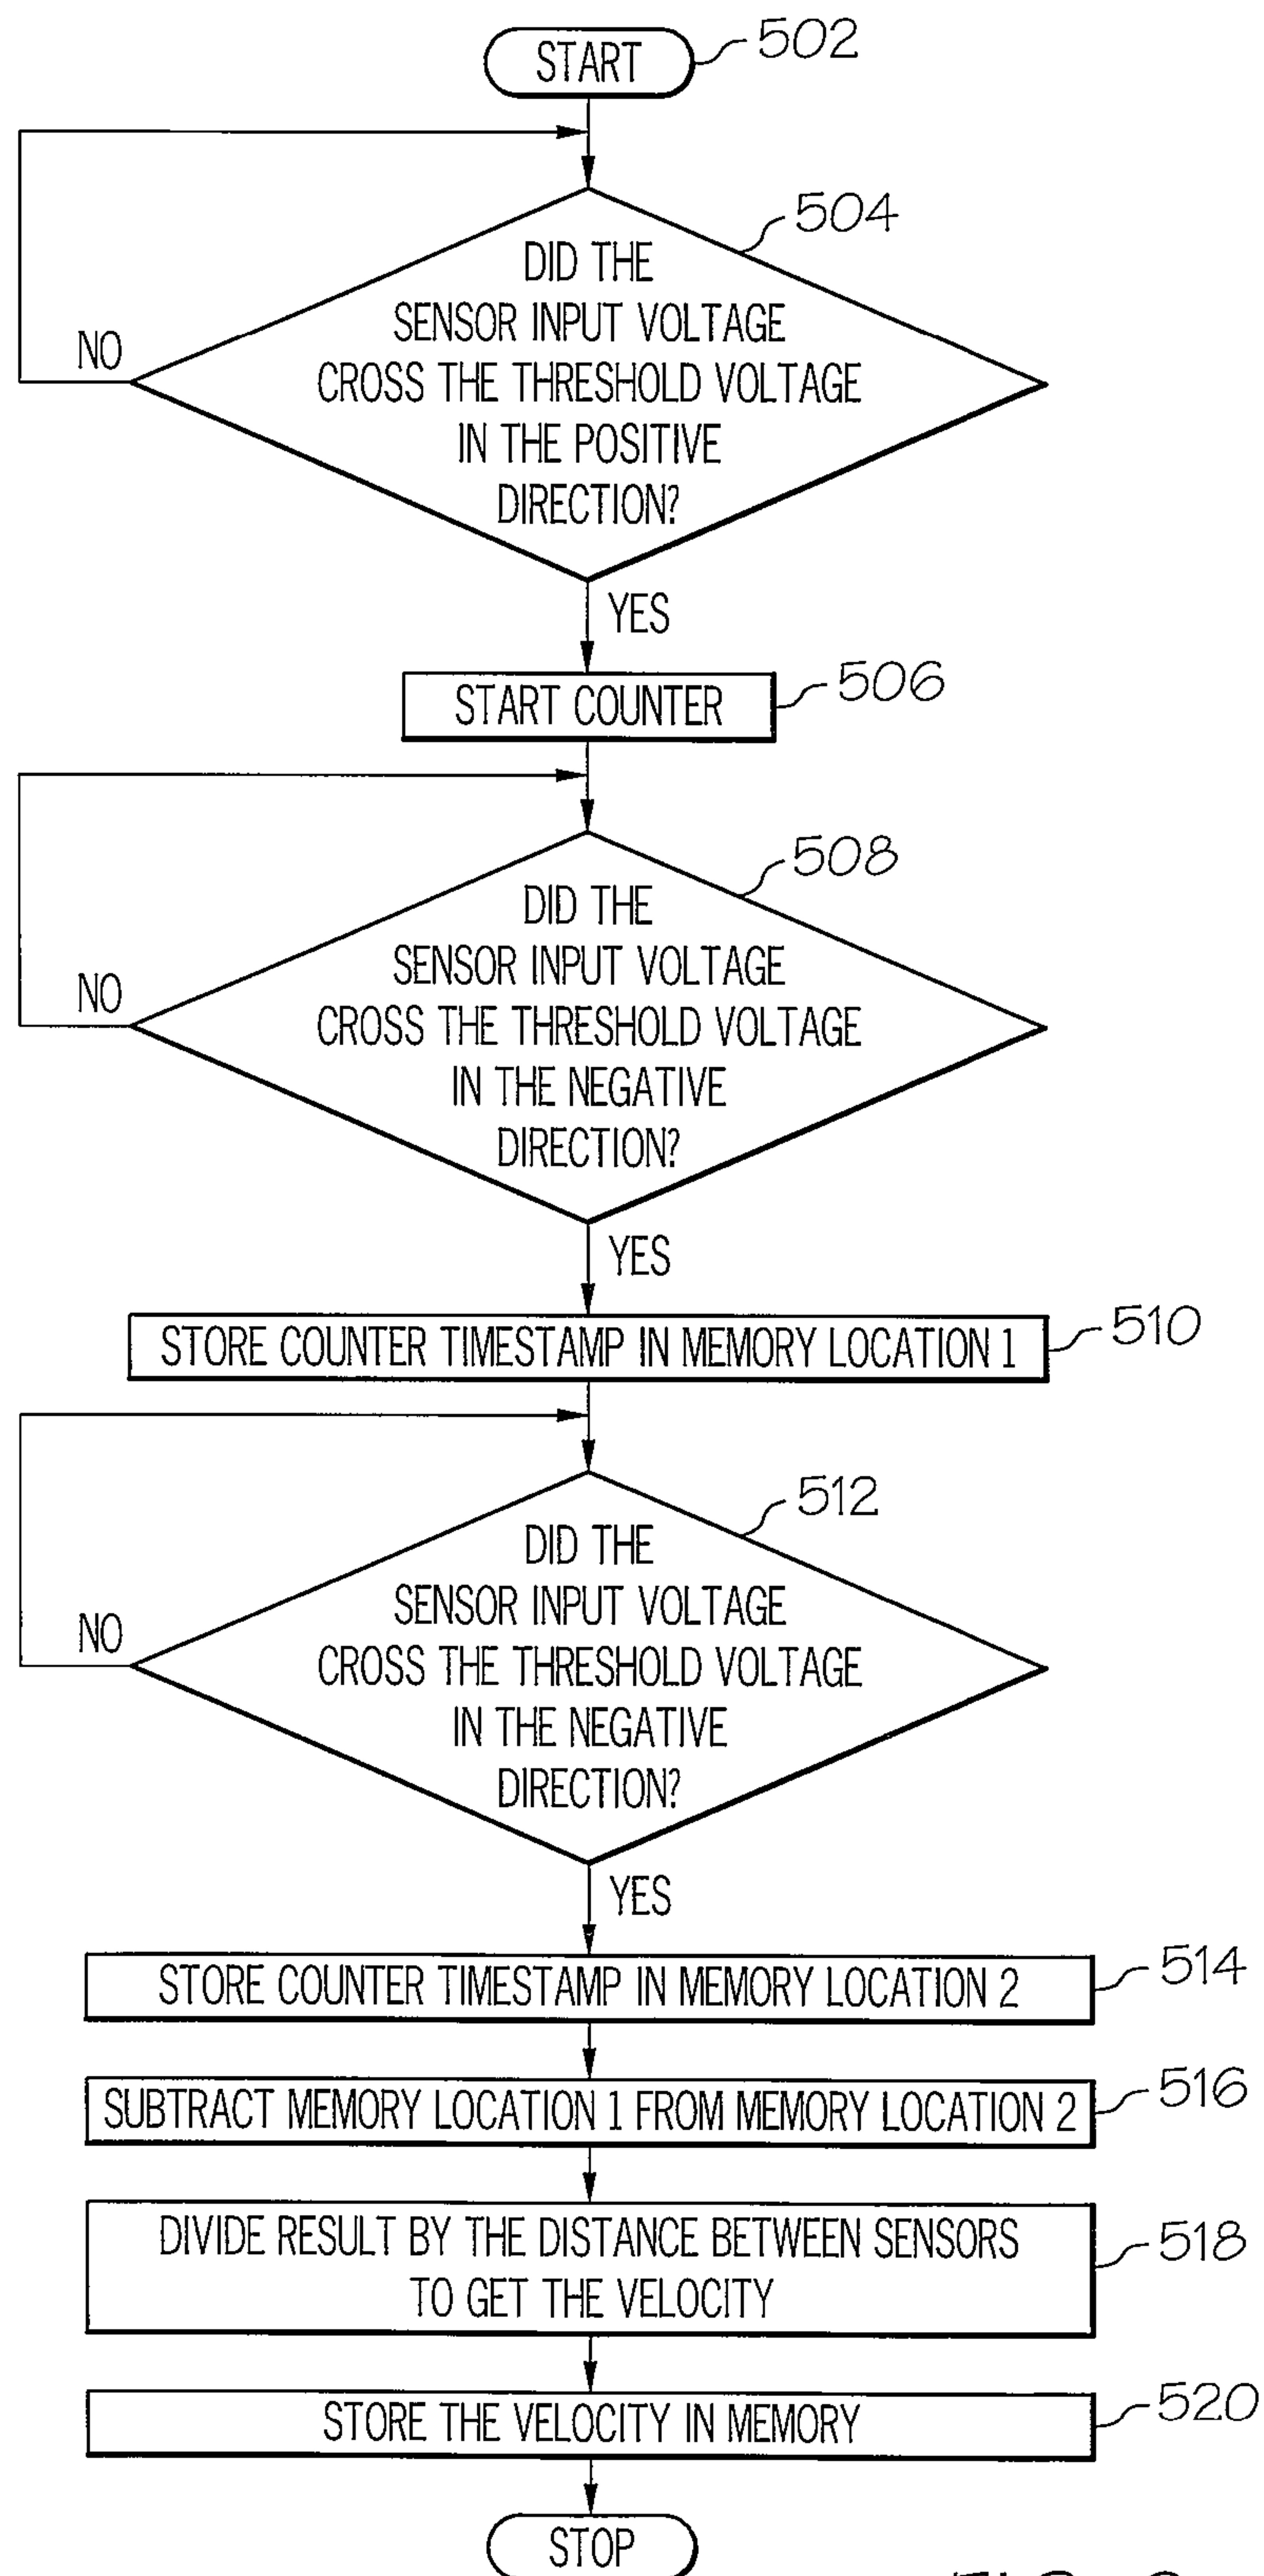 START
502
504
DID THE
SENSOR INPUT VOLTAGE
CROSS THE THRESHOLD VOLTAGE
IN THE POSITIVE
DIRECTION?
NO
YES
START COUNTER
506
508
DID THE
SENSOR INPUT VOLTAGE
CROSS THE THRESHOLD VOLTAGE
IN THE NEGATIVE
DIRECTION?
NO
YES
STORE COUNTER TIMESTAMP IN MEMORY LOCATION 1
510
512
DID THE
SENSOR INPUT VOLTAGE
CROSS THE THRESHOLD VOLTAGE
IN THE NEGATIVE
DIRECTION?
NO
YES
STORE COUNTER TIMESTAMP IN MEMORY LOCATION 2
514
SUBTRACT MEMORY LOCATION 1 FROM MEMORY LOCATION 2
516
DIVIDE RESULT BY THE DISTANCE BETWEEN SENSORS
TO GET THE VELOCITY
518
STORE THE VELOCITY IN MEMORY
520
STOP